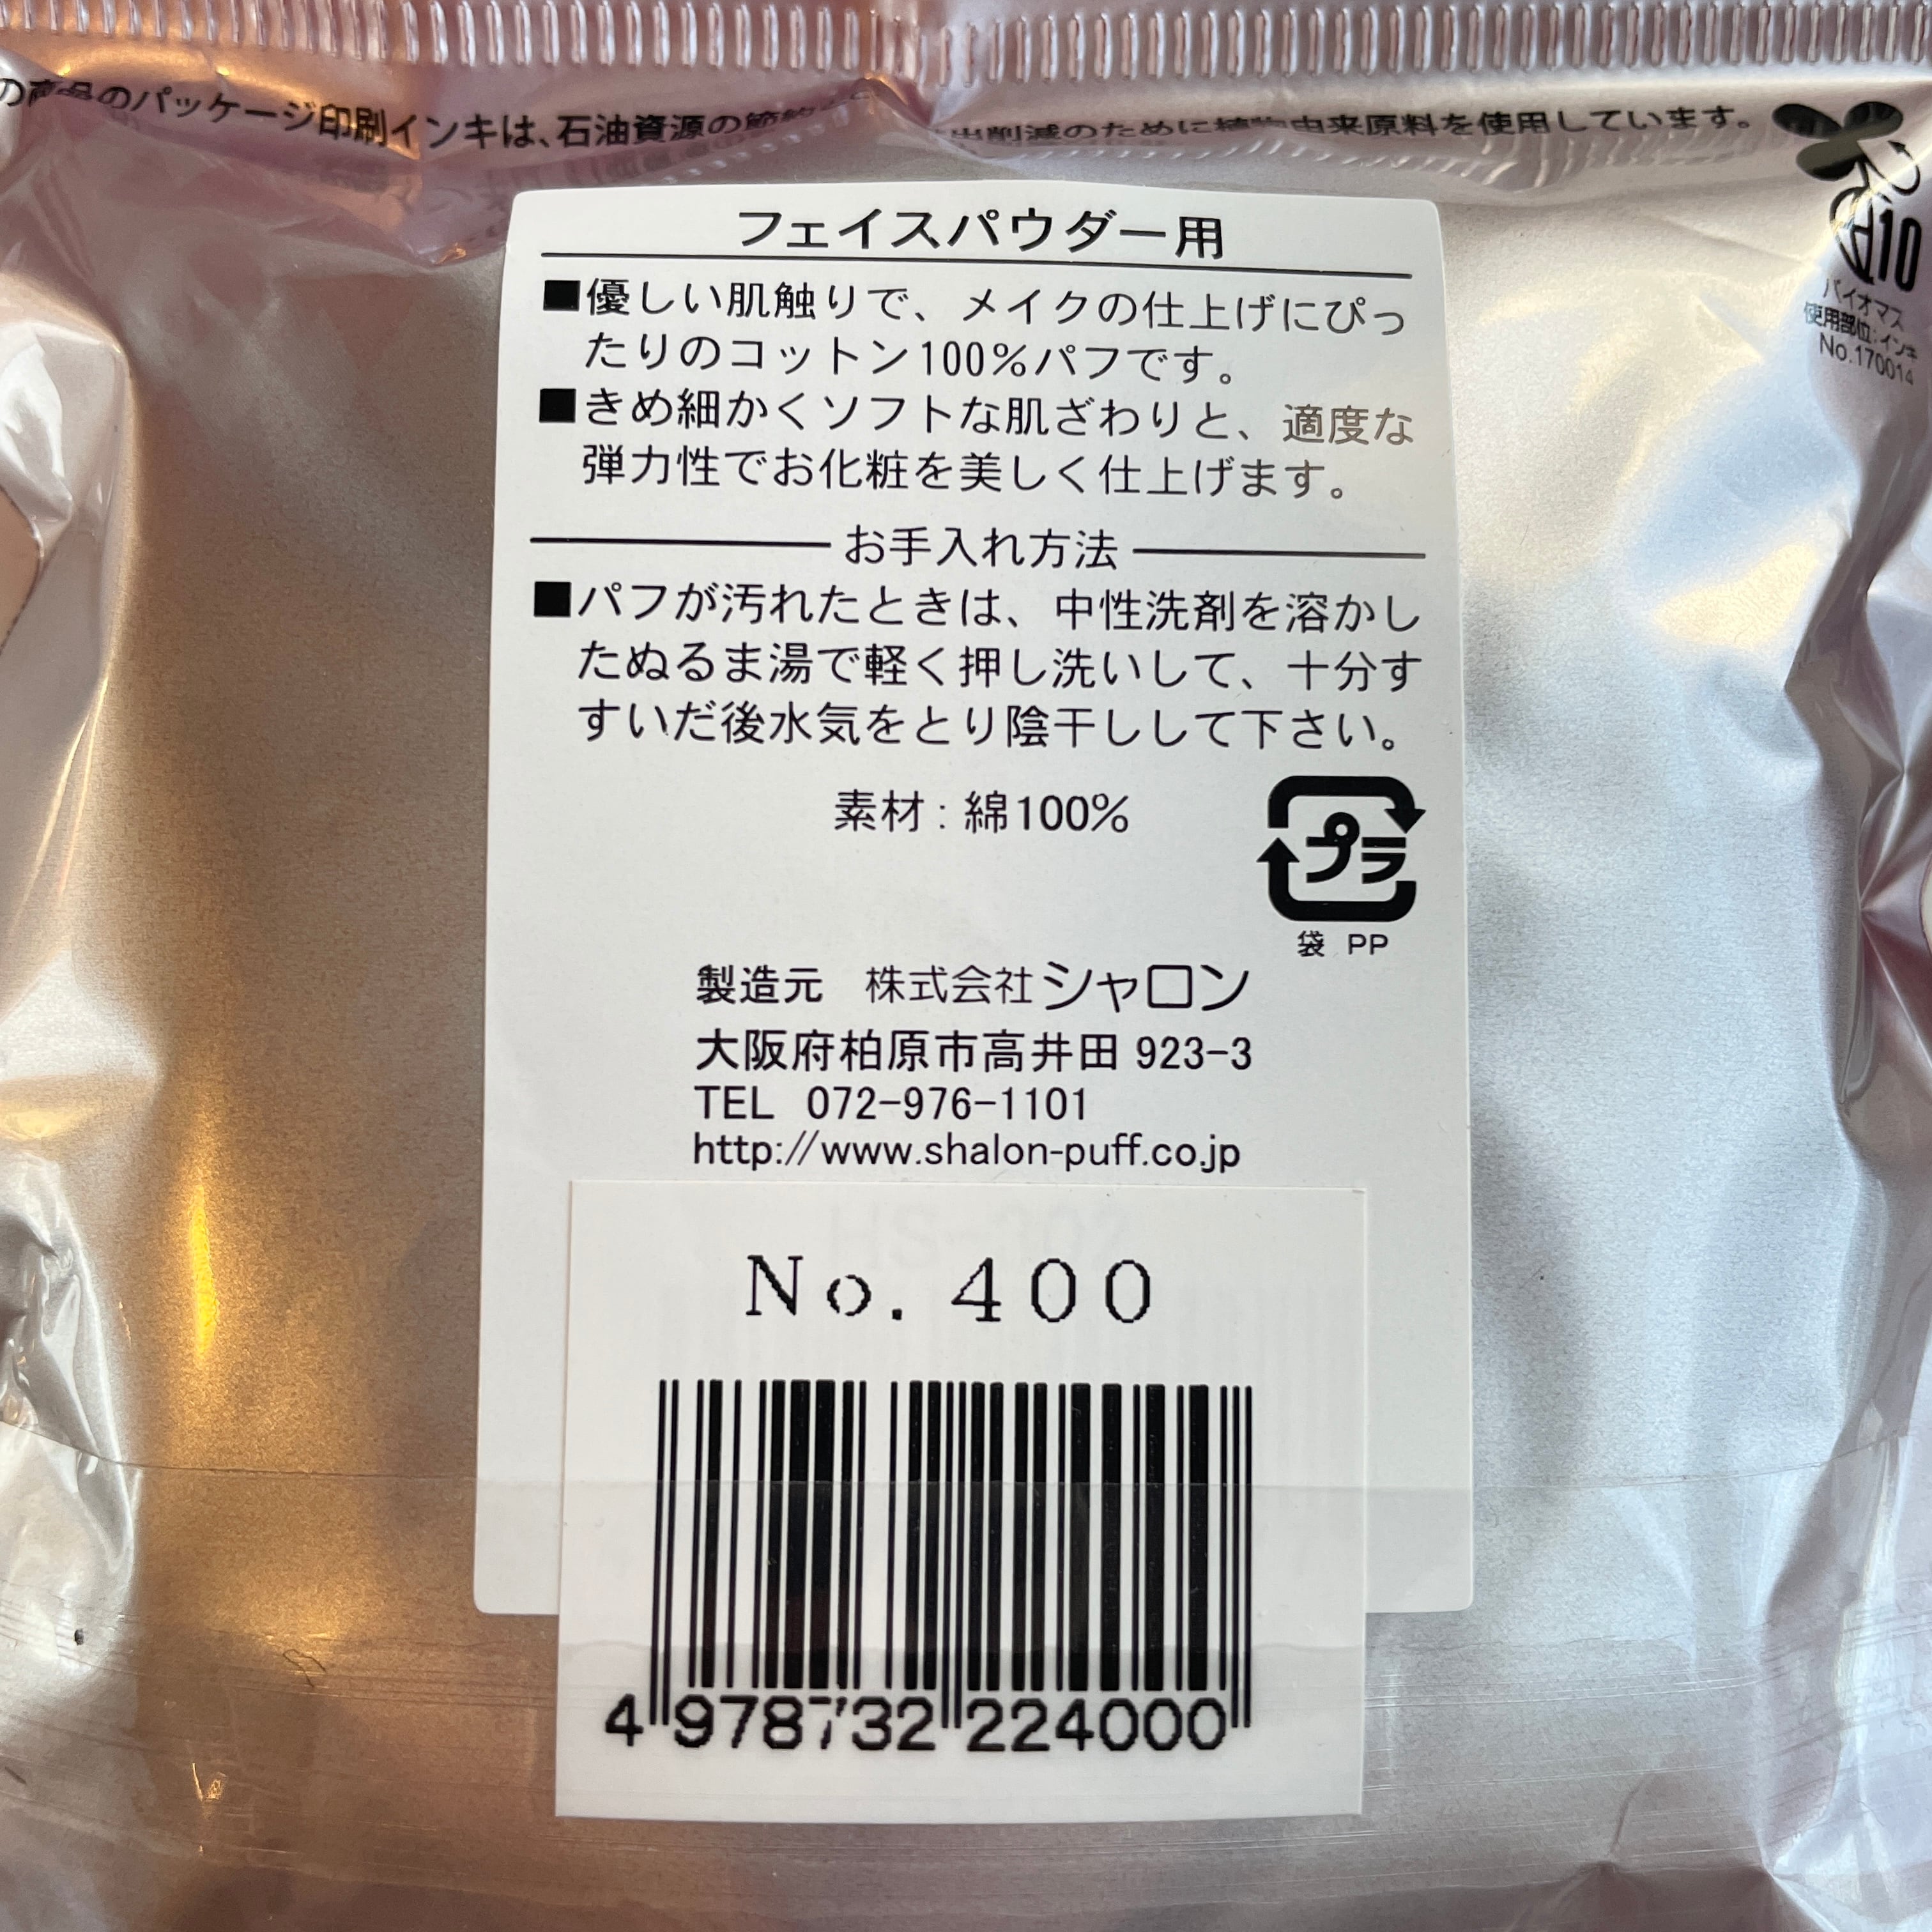 の商品のパッケージ印刷インキは、石油資源の節約 出削減のために植物由来原料を使用しています。
10
バイオマス
使用部位:インキ
No.170014
フェイスパウダー用
■優しい肌触りで、メイクの仕上げにぴっ
たりのコットン100%パフです。
■きめ細かくソフトな肌ざわりと、適度な
弾力性でお化粧を美しく仕上げます。
お手入れ方法
■パフが汚れたときは、中性洗剤を溶かし
たぬるま湯で軽く押し洗いして、十分す
すいだ後水気をとり陰干しして下さい。
素材:綿100%
プラ
袋 PP
製造元 株式会社シャロン
大阪府柏原市高井田 923-3
TEL 072-976-1101
http://www.shalon-puff.co.jp
No.400
4 978732 224000